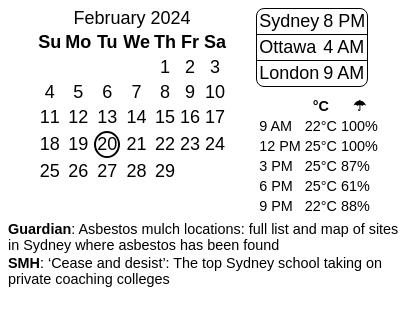 February 2024
Su Mo Tu We Th Fr Sa
1 2 3
4 5 6 7 8 9 10
11 12 13 14 15 16 17
18 19 20 21 22 23 24
25 26 27 28 29
Sydney 8 PM
Ottawa 4 AM
London 9 AM
°C ☂
9 AM 22°C 100%
12 PM 25°C 100%
3 PM 25°C 87%
6 PM 25°C 61%
9 PM 22°C 88%
Guardian: Asbestos mulch locations: full list and map of sites
in Sydney where asbestos has been found
SMH: ‘Cease and desist’: The top Sydney school taking on
private coaching colleges